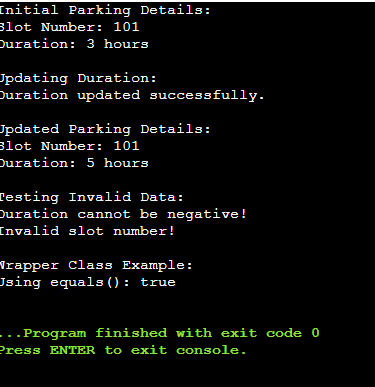 Initial Parking Details:
Slot Number: 101
Duration: 3 hours
Updating Duration:
Duration updated successfully.
Updated Parking Details:
Slot Number: 101
Duration: 5 hours
Testing Invalid Data:
Duration cannot be negative!
Invalid slot number!
Wrapper Class Example:
Using equals(): true
...Program finished with exit code 0
Press ENTER to exit console.